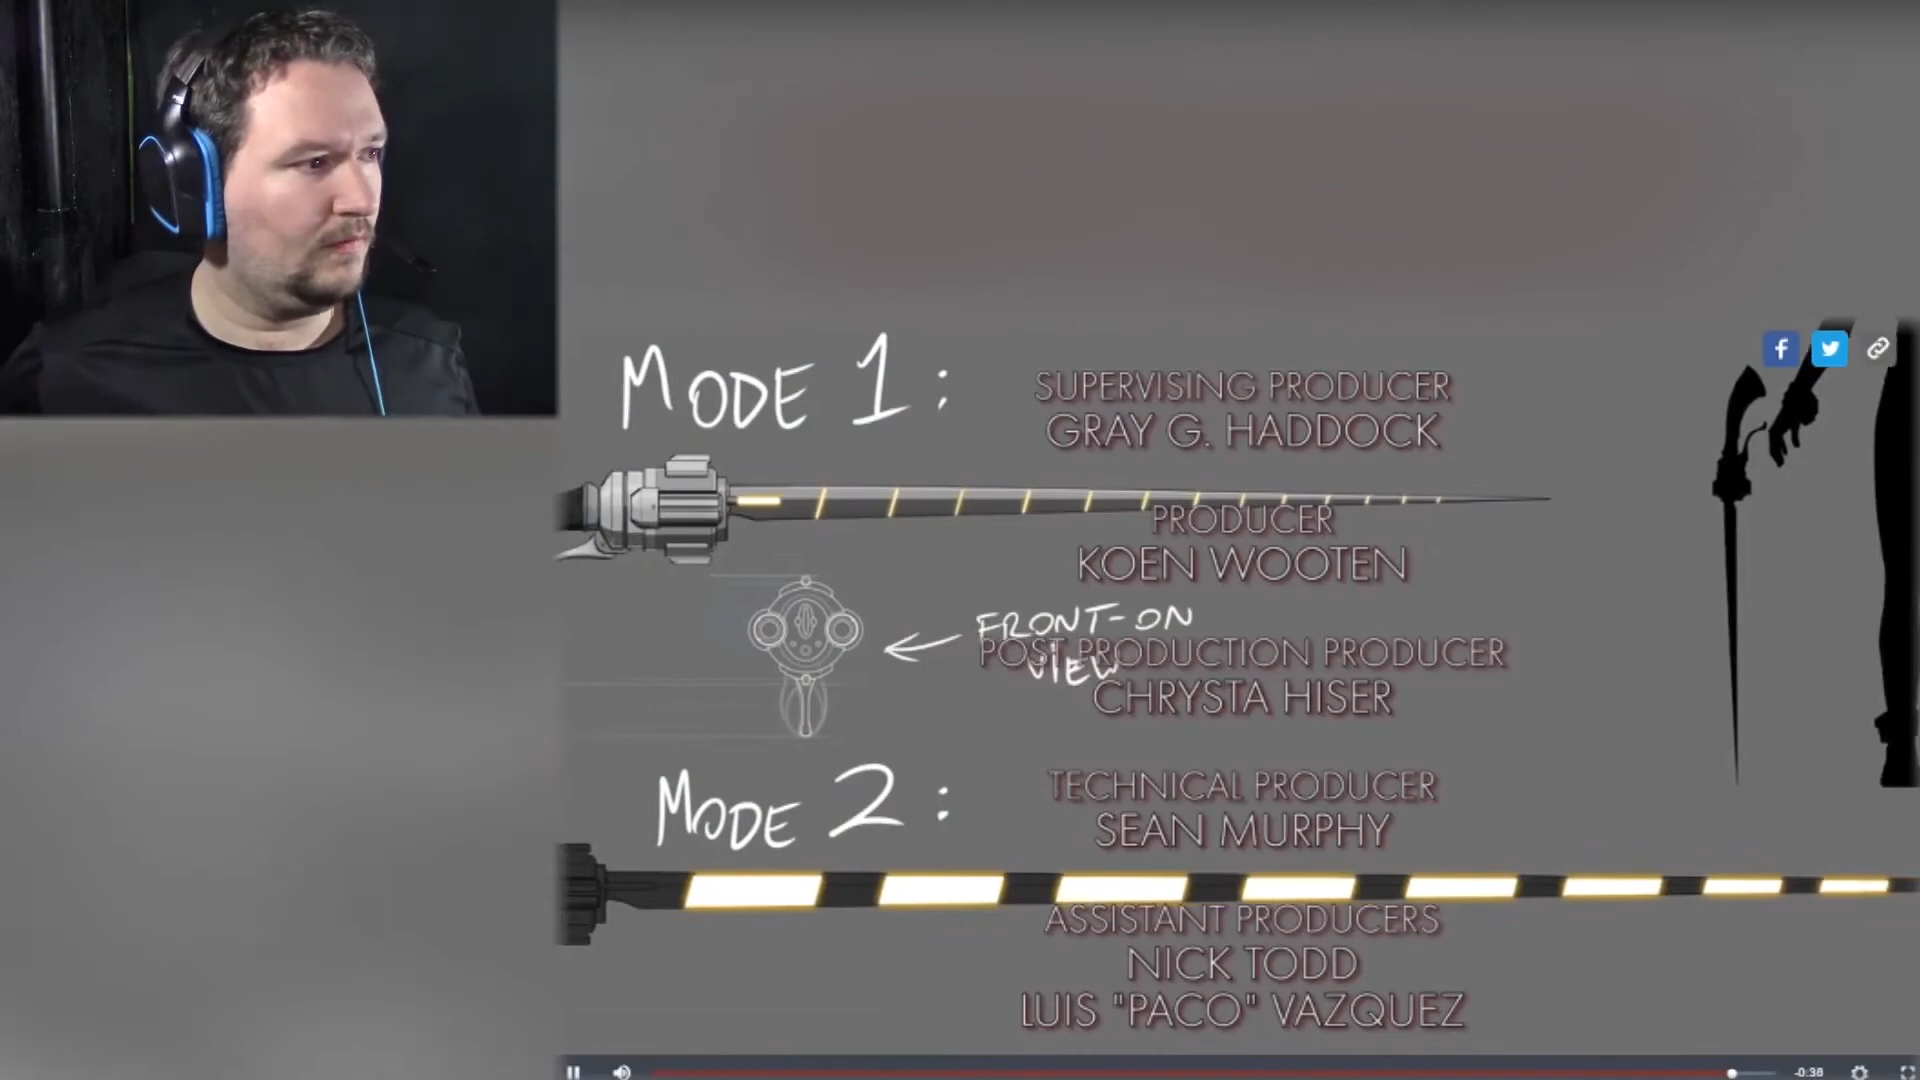 MODE 1:
SUPERVISING PRODUCER
GRAY G. HADDOCK
PRODUCER
KOEN WOOTEN
FRONT-ON
VIEW
POST PRODUCTION PRODUCER
CHRYSTA HISER
MODE 2:
TECHNICAL PRODUCER
SEAN MURPHY
ASSISTANT PRODUCERS
NICK TODD
LUIS "PACO" VAZQUEZ
-0:38